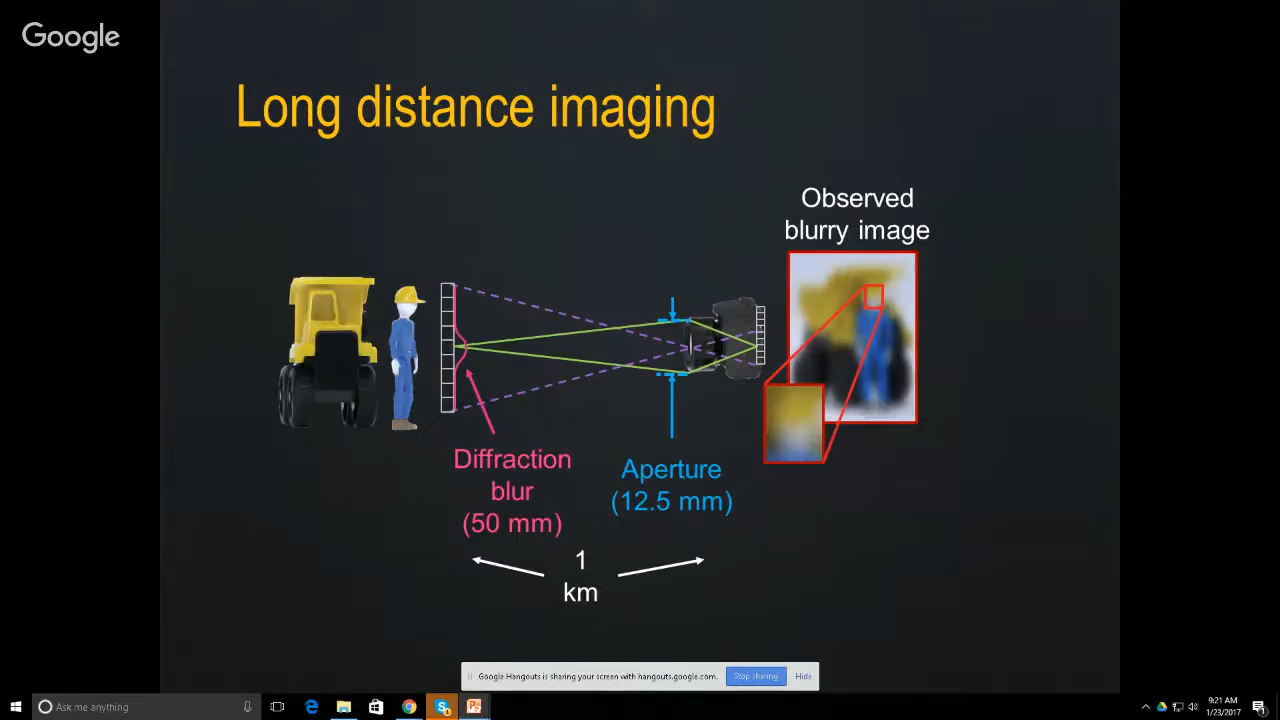 Google
Long distance imaging
Observed
blurry image
Diffraction
blur
(50 mm)
Aperture
(12.5 mm)
1
km
Google Hangouts is sharing your screen with hangouts.google.com.
Stop sharing
Hide
Ask me anything
9:21 AM
1/23/2017